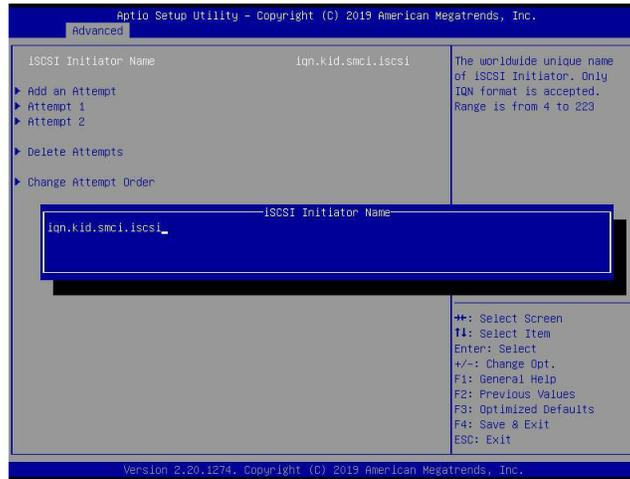 Aptio Setup Utility – Copyright (C) 2019 American Megatrends, Inc.
Advanced
iSCSI Initiator Name iqn.kid.smci.iscsi
▶ Add an Attempt
▶ Attempt 1
▶ Attempt 2
▶ Delete Attempts
▶ Change Attempt Order
The worldwide unique name
of iSCSI Initiator. Only
IQN format is accepted.
Range is from 4 to 223
iSCSI Initiator Name
iqn.kid.smci.iscsi_
→←: Select Screen
↑↓: Select Item
Enter: Select
+/-: Change Opt.
F1: General Help
F2: Previous Values
F3: Optimized Defaults
F4: Save & Exit
ESC: Exit
Version 2.20.1274. Copyright (C) 2019 American Megatrends, Inc.